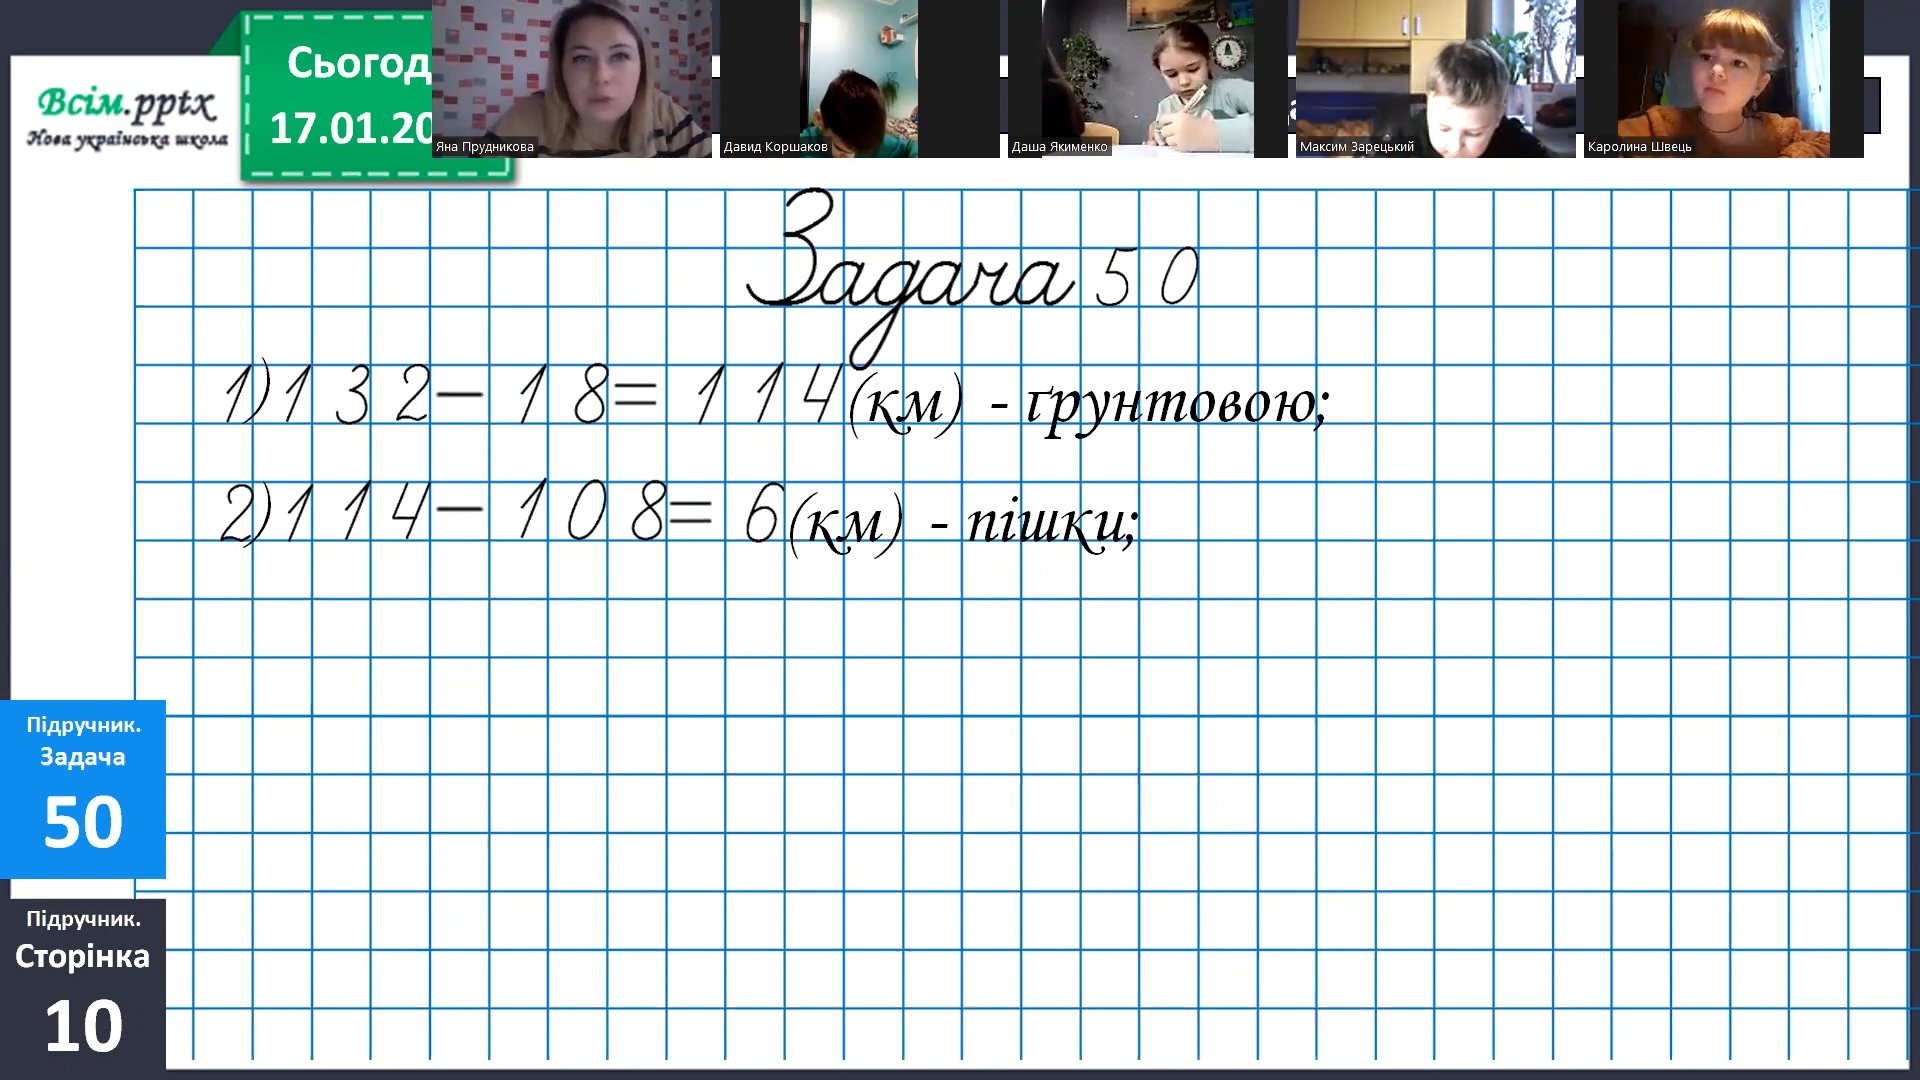 Всім.pptx
Нова українська школа
Сьогод
17.01.20
Яна Прудникова
Давид Коршаков
Даша Якименко
Максим Зарецький
Каролина Швець
Задача 50
1) 132 - 18 = 114 (км) - ґрунтовою;
2) 114 - 108 = 6 (км) - пішки;
Підручник.
Задача
50
Підручник.
Сторінка
10